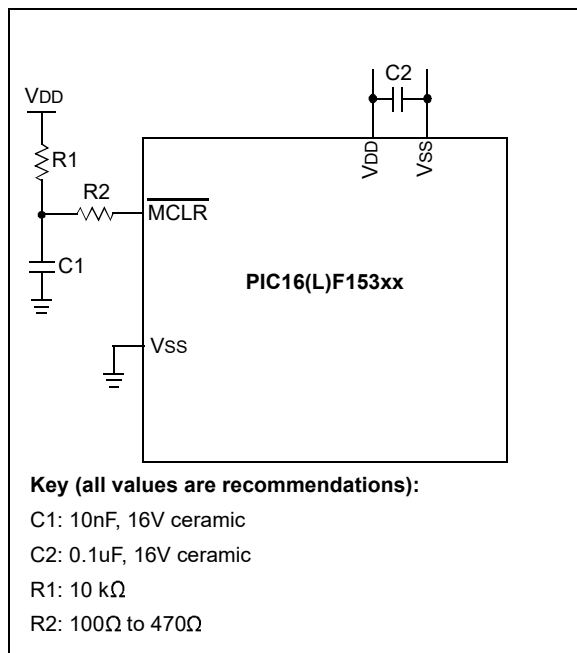 C2
VDD
R1
R2
C1
MCLR
VDD
VSS
PIC16(L)F153xx
VSS
Key (all values are recommendations):
C1: 10nF, 16V ceramic
C2: 0.1uF, 16V ceramic
R1: 10 kΩ
R2: 100Ω to 470Ω